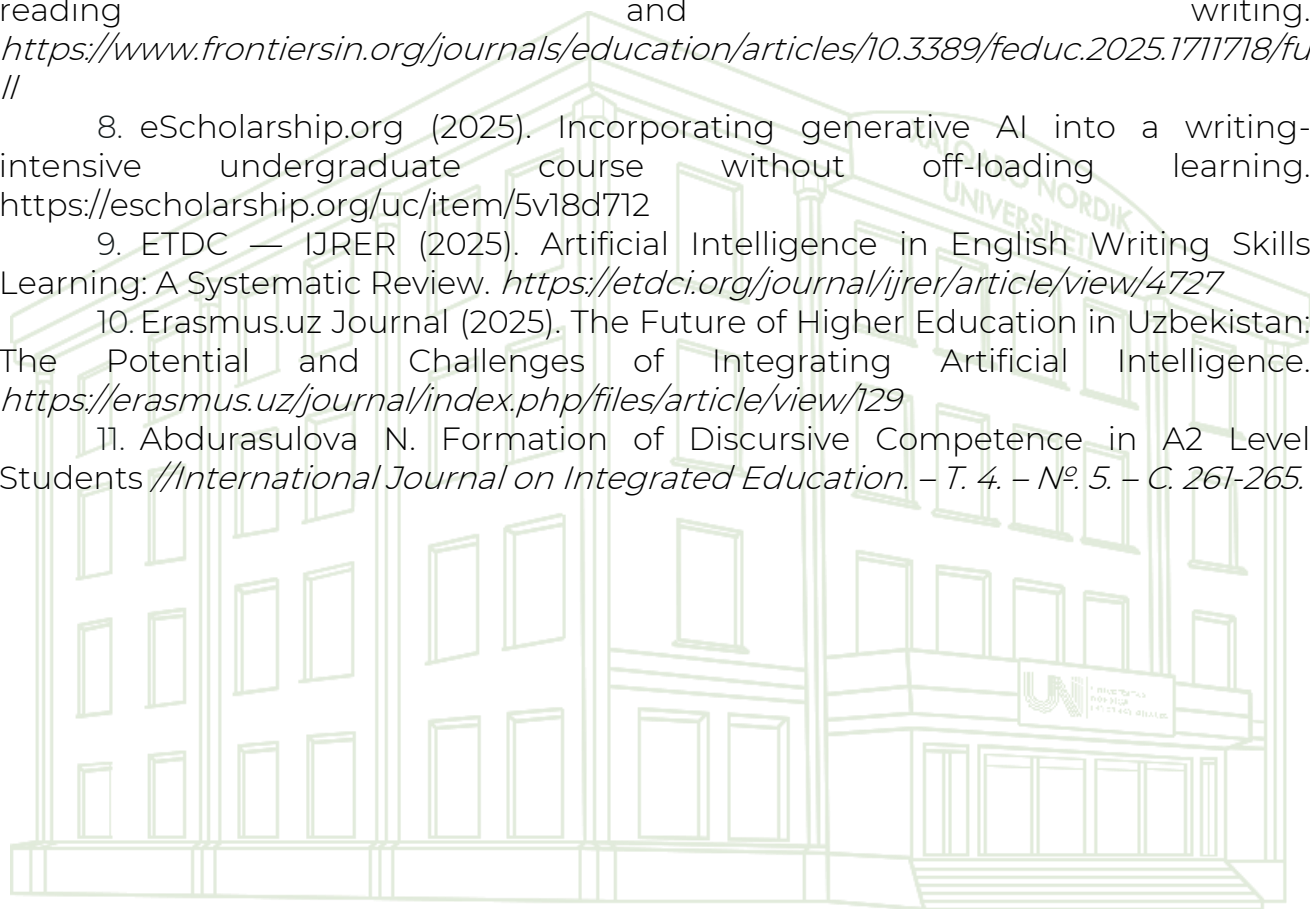 reading and writing.
https://www.frontiersin.org/journals/education/articles/10.3389/feduc.2025.1711718/fu
ll
8. eScholarship.org (2025). Incorporating generative AI into a writing-
intensive undergraduate course without off-loading learning.
https://escholarship.org/uc/item/5v18d712
9. ETDC — IJRER (2025). Artificial Intelligence in English Writing Skills
Learning: A Systematic Review. https://etdci.org/journal/ijrer/article/view/4727
10. Erasmus.uz Journal (2025). The Future of Higher Education in Uzbekistan:
The Potential and Challenges of Integrating Artificial Intelligence.
https://erasmus.uz/journal/index.php/files/article/view/129
11. Abdurasulova N. Formation of Discursive Competence in A2 Level
Students //International Journal on Integrated Education. – T. 4. – №. 5. – C. 261-265.
NORDIK
UN